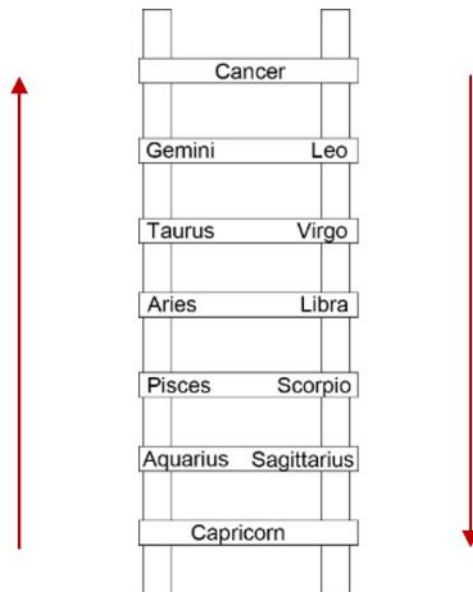 Cancer
Gemini Leo
Taurus Virgo
Aries Libra
Pisces Scorpio
Aquarius Sagittarius
Capricorn